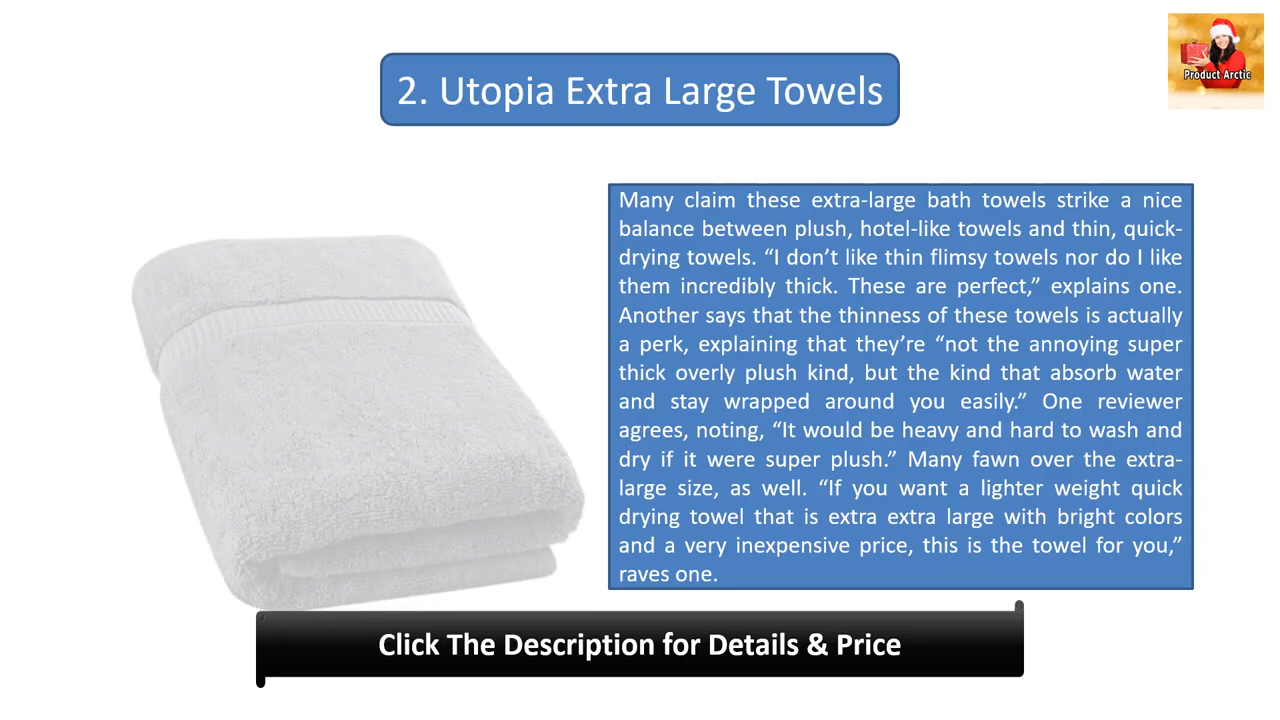 Product Arctic
2. Utopia Extra Large Towels
Many claim these extra-large bath towels strike a nice
balance between plush, hotel-like towels and thin, quick-
drying towels. “I don’t like thin flimsy towels nor do I like
them incredibly thick. These are perfect,” explains one.
Another says that the thinness of these towels is actually
a perk, explaining that they’re “not the annoying super
thick overly plush kind, but the kind that absorb water
and stay wrapped around you easily.” One reviewer
agrees, noting, “It would be heavy and hard to wash and
dry if it were super plush.” Many fawn over the extra-
large size, as well. “If you want a lighter weight quick
drying towel that is extra extra large with bright colors
and a very inexpensive price, this is the towel for you,”
raves one.
Click The Description for Details & Price